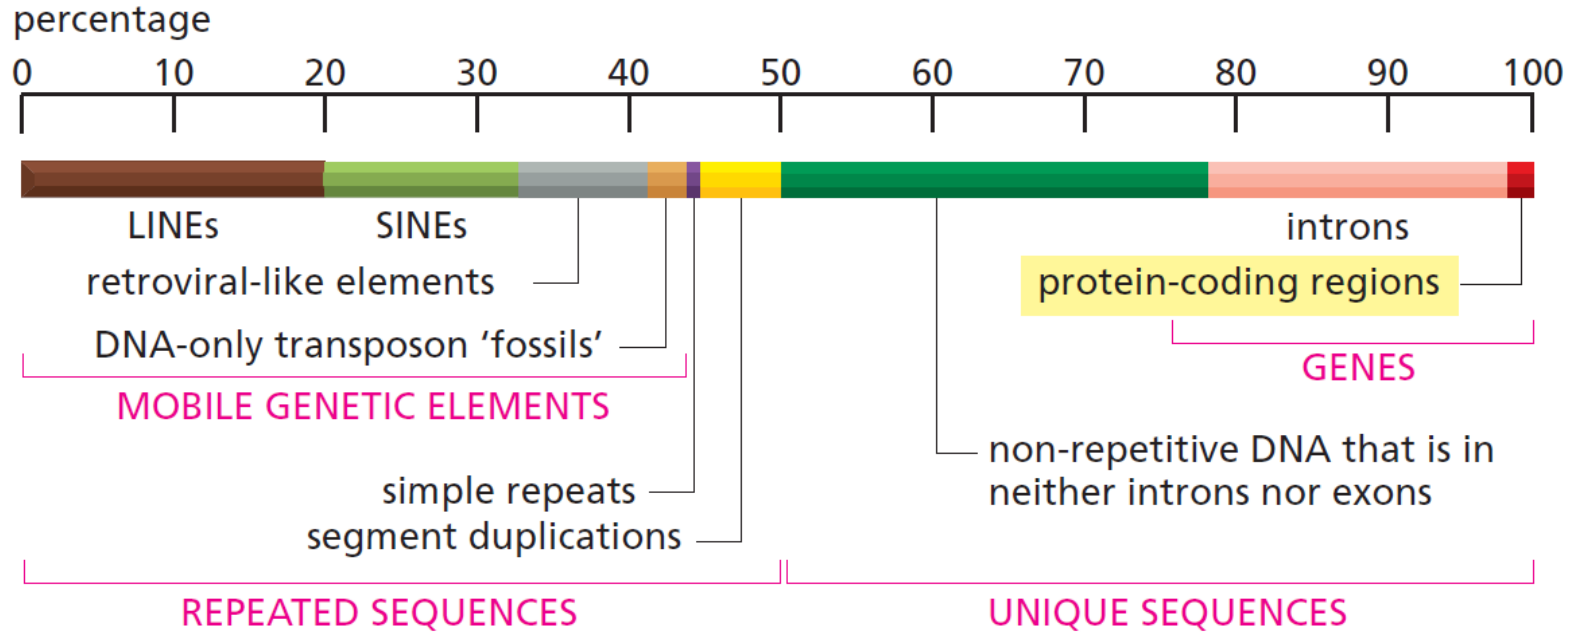 percentage
0 10 20 30 40 50 60 70 80 90 100
LINEs SINEs introns
retroviral-like elements protein-coding regions
DNA-only transposon ‘fossils’
GENES
MOBILE GENETIC ELEMENTS
non-repetitive DNA that is in
neither introns nor exons
simple repeats
segment duplications
REPEATED SEQUENCES UNIQUE SEQUENCES